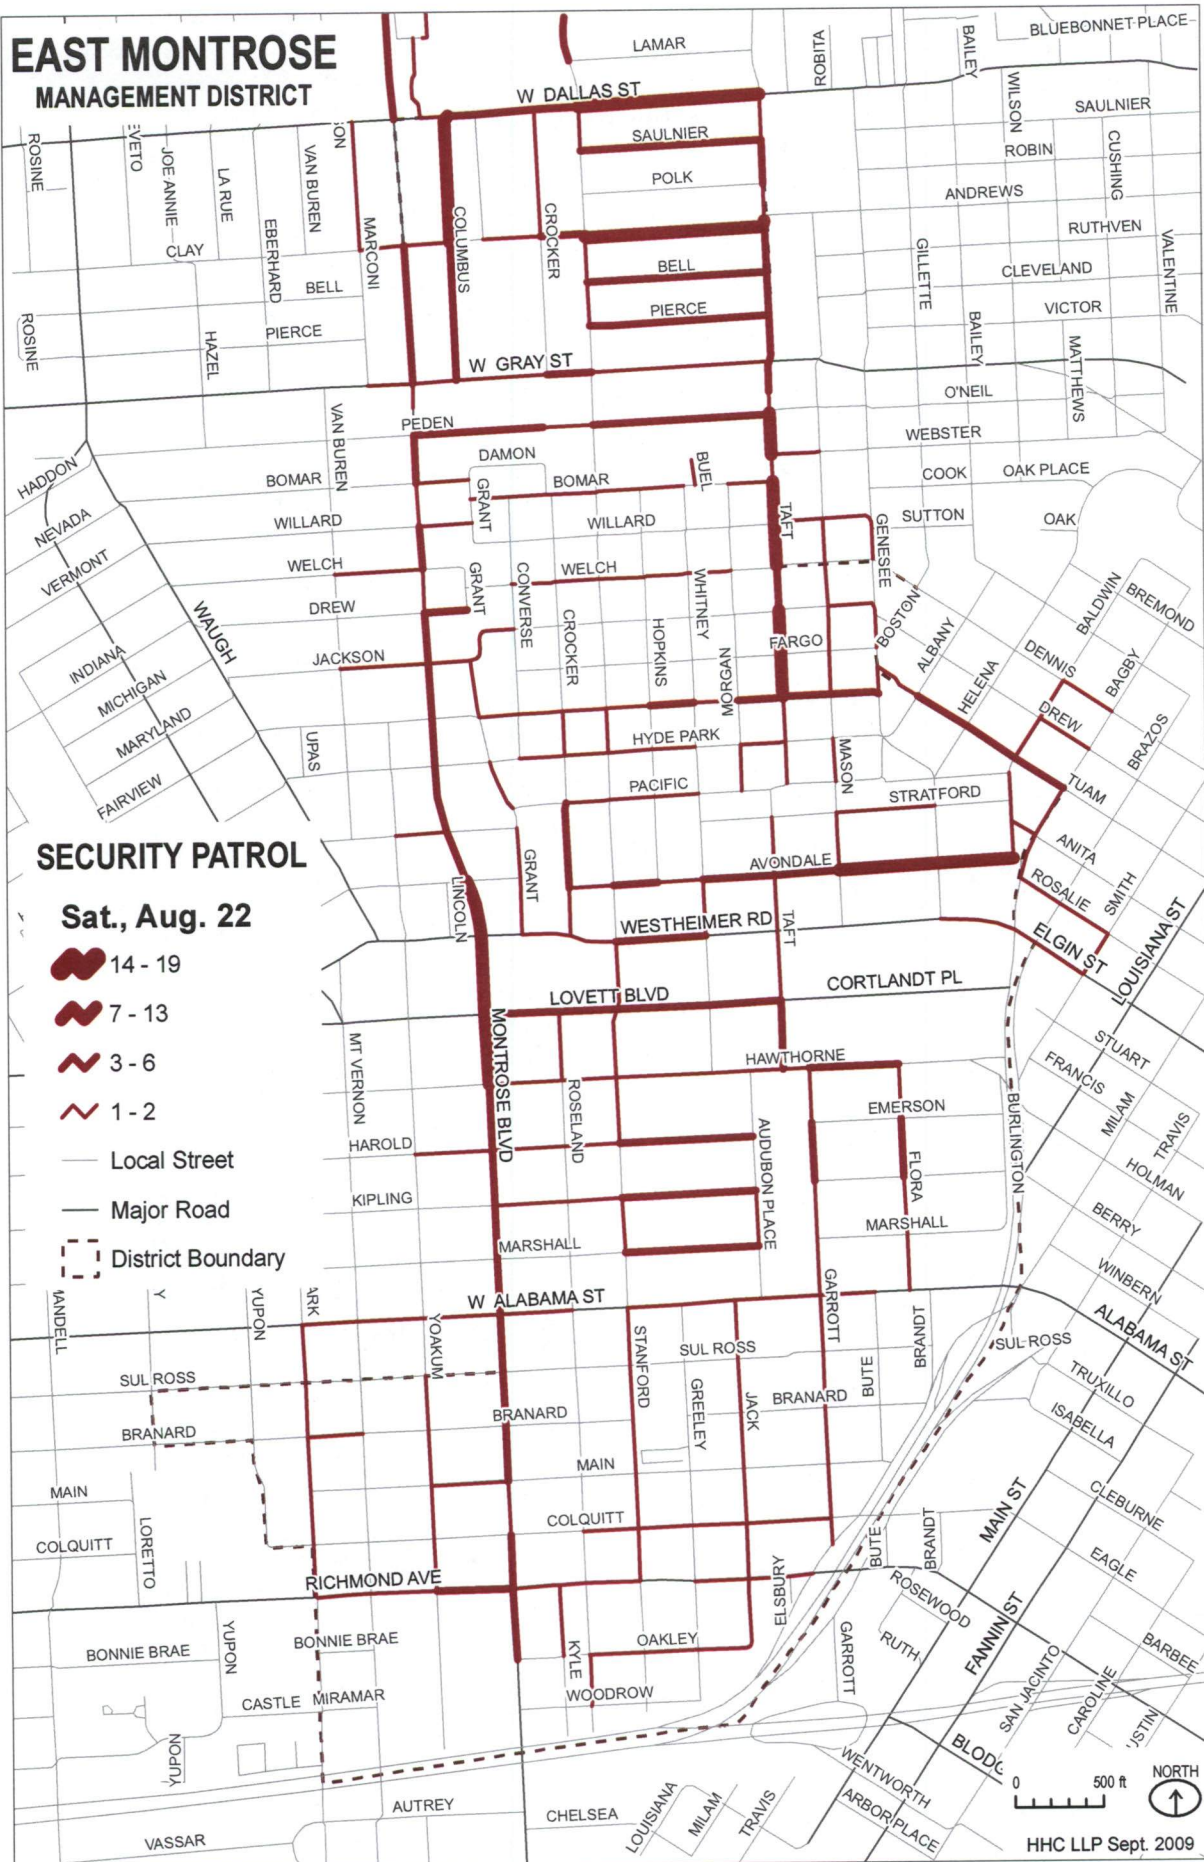 EAST MONTROSE
MANAGEMENT DISTRICT
LAMAR
ROBITA
BAILEY
BLUEBONNET PLACE
W DALLAS ST
WILSON
SAULNIER
ROSINE
EVETO
JOE ANNIE
LA RUE
VAN BUREN
ON
SAULNIER
ROBIN
CUSHING
POLK
ANDREWS
EBERHARD
MARCONI
COLUMBUS
CROCKER
RUTHVEN
CLAY
GILLETTE
VALENTINE
BELL
CLEVELAND
BELL
PIERCE
VICTOR
ROSINE
HAZEL
PIERCE
BAILEY
MATTHEWS
W GRAY ST
O'NEIL
VAN BUREN
PEDEN
WEBSTER
HADDON
DAMON
BUEL
COOK
OAK PLACE
BOMAR
GRANT
BOMAR
NEVADA
WILLARD
WILLARD
TAFT
GENESEE
SUTTON
OAK
VERMONT
WELCH
GRANT
CONVERSE
WELCH
WHITNEY
BALDWIN
BREMOND
WAUGH
DREW
CROCKER
HOPKINS
FARGO
BOSTON
ALBANY
INDIANA
JACKSON
MORGAN
HELENA
DENNIS
BAGBY
MICHIGAN
DREW
MARYLAND
UPAS
HYDE PARK
MASON
BRAZOS
FAIRVIEW
PACIFIC
STRATFORD
TUAM
SECURITY PATROL
GRANT
AVONDALE
ANITA
Sat., Aug. 22
LINCOLN
ROSALIE
SMITH
WESTHEIMER RD
TAFT
ELGIN ST
LOUISIANA ST
14 - 19
LOVETT BLVD
CORTLANDT PL
7 - 13
MONTROSE BLVD
STUART
3 - 6
MT VERNON
HAWTHORNE
FRANCIS
1 - 2
ROSELAND
EMERSON
BURLINGTON
MILAM
TRAVIS
Local Street
HAROLD
AUDUBON PLACE
FLORA
HOLMAN
Major Road
KIPLING
MARSHALL
BERRY
District Boundary
MARSHALL
WINBERN
ANDELL
Y
YUPON
ARK
W ALABAMA ST
GARROTT
ALABAMA ST
YOAKUM
STANFORD
SUL ROSS
BUTE
BRANDT
SUL ROSS
SUL ROSS
GREELEY
JACK
BRANARD
TRUXILLO
BRANARD
BRANARD
ISABELLA
MAIN
MAIN
MAIN ST
CLEBURNE
COLQUITT
LORETTO
COLQUITT
BUTE
BRANDT
EAGLE
RICHMOND AVE
ELSBURY
ROSEWOOD
FANNIN ST
BONNIE BRAE
YUPON
BONNIE BRAE
KYLE
OAKLEY
GARROTT
RUTH
BARBEE
CASTLE
MIRAMAR
WOODROW
SAN JACINTO
CAROLINE
USTIN
YUPON
BLODG
WENTWORTH
0
500 ft
NORTH
AUTREY
CHELSEA
LOUISIANA
MILAM
TRAVIS
ARBOR PLACE
VASSAR
HHC LLP Sept. 2009